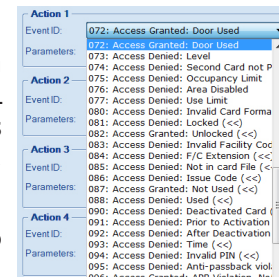 Action 1
Event ID: 072: Access Granted: Door Used
Parameters: 072: Access Granted: Door Used
073: Access Denied: Level
074: Access Denied: Second Card not P
Action 2 075: Access Denied: Occupancy Limit
Event ID: 076: Access Denied: Area Disabled
077: Access Denied: Use Limit
Parameters: 080: Access Denied: Invalid Card Forma
081: Access Denied: Locked (<<)
082: Access Granted: Unlocked (<<)
Action 3 083: Access Denied: Invalid Facility Cod
Event ID: 084: Access Denied: F/C Extension (<<)
085: Access Denied: Not in card File (<
Parameters: 086: Access Denied: Issue Code (<<)
087: Access Granted: Not Used (<<)
088: Access Denied: Used (<<)
Action 4 090: Access Denied: Deactivated Card (
Event ID: 091: Access Denied: Prior to Activation
092: Access Denied: After Deactivation
Parameters: 093: Access Denied: Time (<<)
094: Access Denied: Invalid PIN (<<)
095: Access Denied: Anti-passback viol